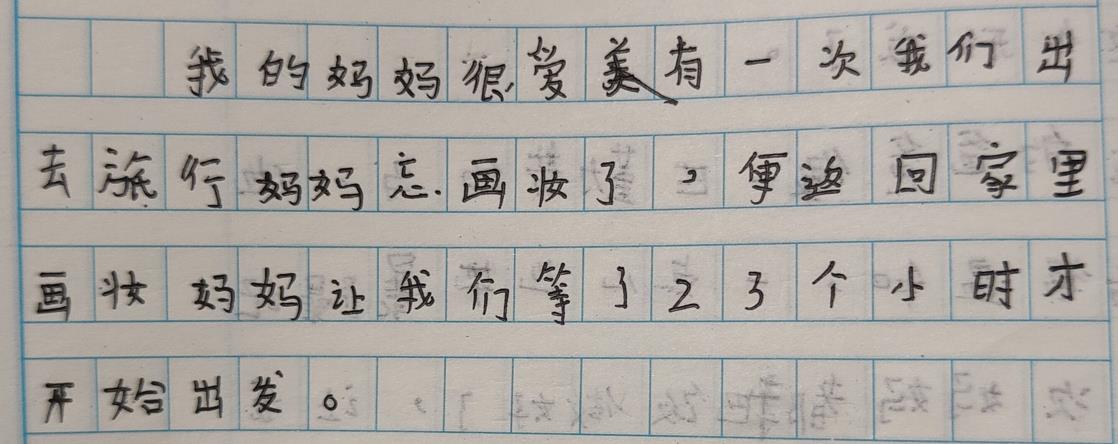 我的妈妈很爱美有一次我们出
去旅行妈妈忘画妆了，便返回家里
画妆妈妈让我们等了23个小时才
开始出发。